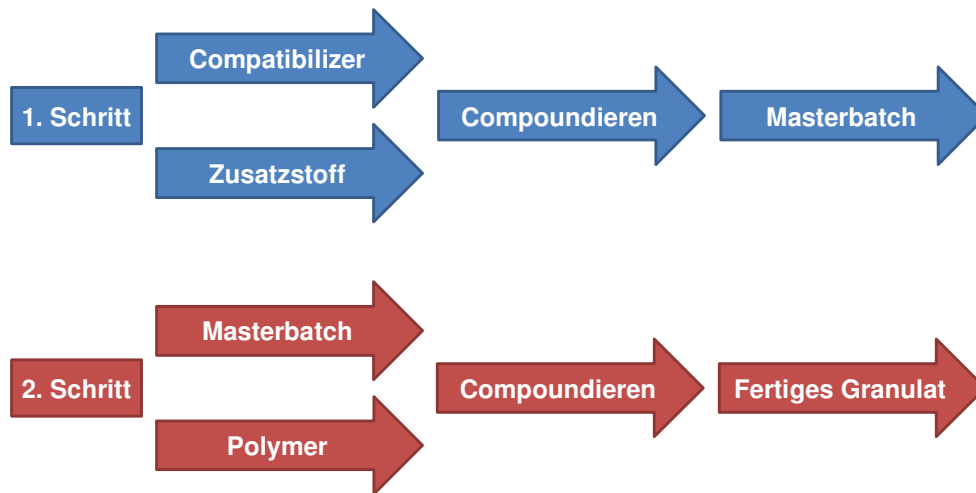 Compatibilizer
1. Schritt
Compoundieren
Masterbatch
Zusatzstoff
Masterbatch
2. Schritt
Compoundieren
Fertiges Granulat
Polymer